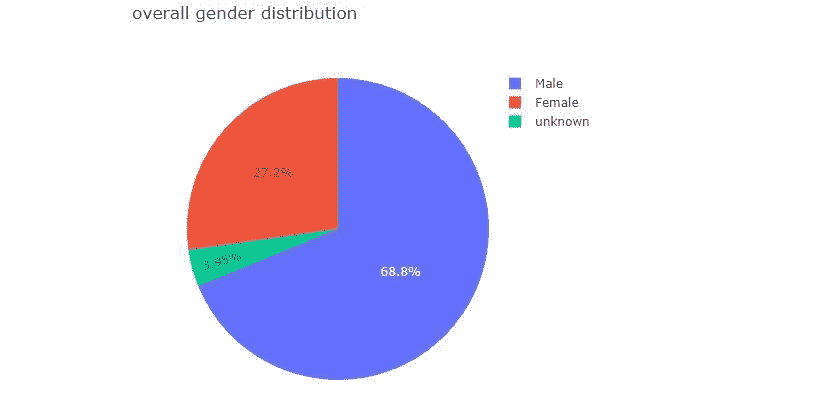 overall gender distribution
Male
Female
unknown
27.2%
3.95%
68.8%